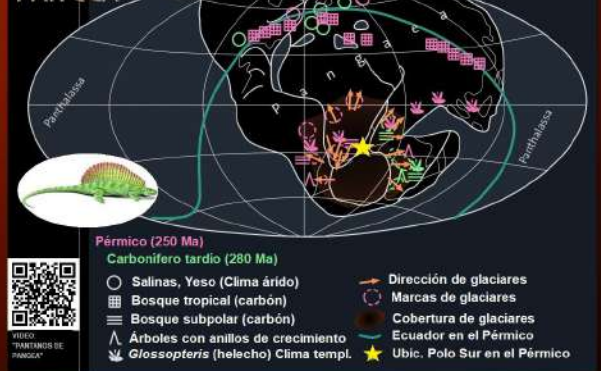 Pangea
Panthalassa
Panthalassa
Pérmico (250 Ma)
Carbonífero tardio (280 Ma)
Salinas, Yeso (Clima árido)
Bosque tropical (carbón)
Bosque subpolar (carbón)
Árboles con anillos de crecimiento
Glossopteris (helecho) Clima templ.
Dirección de glaciares
Marcas de glaciares
Cobertura de glaciares
Ecuador en el Pérmico
Ubic. Polo Sur en el Pérmico
VIDEO:
"PANTANOS DE
PANGEA"